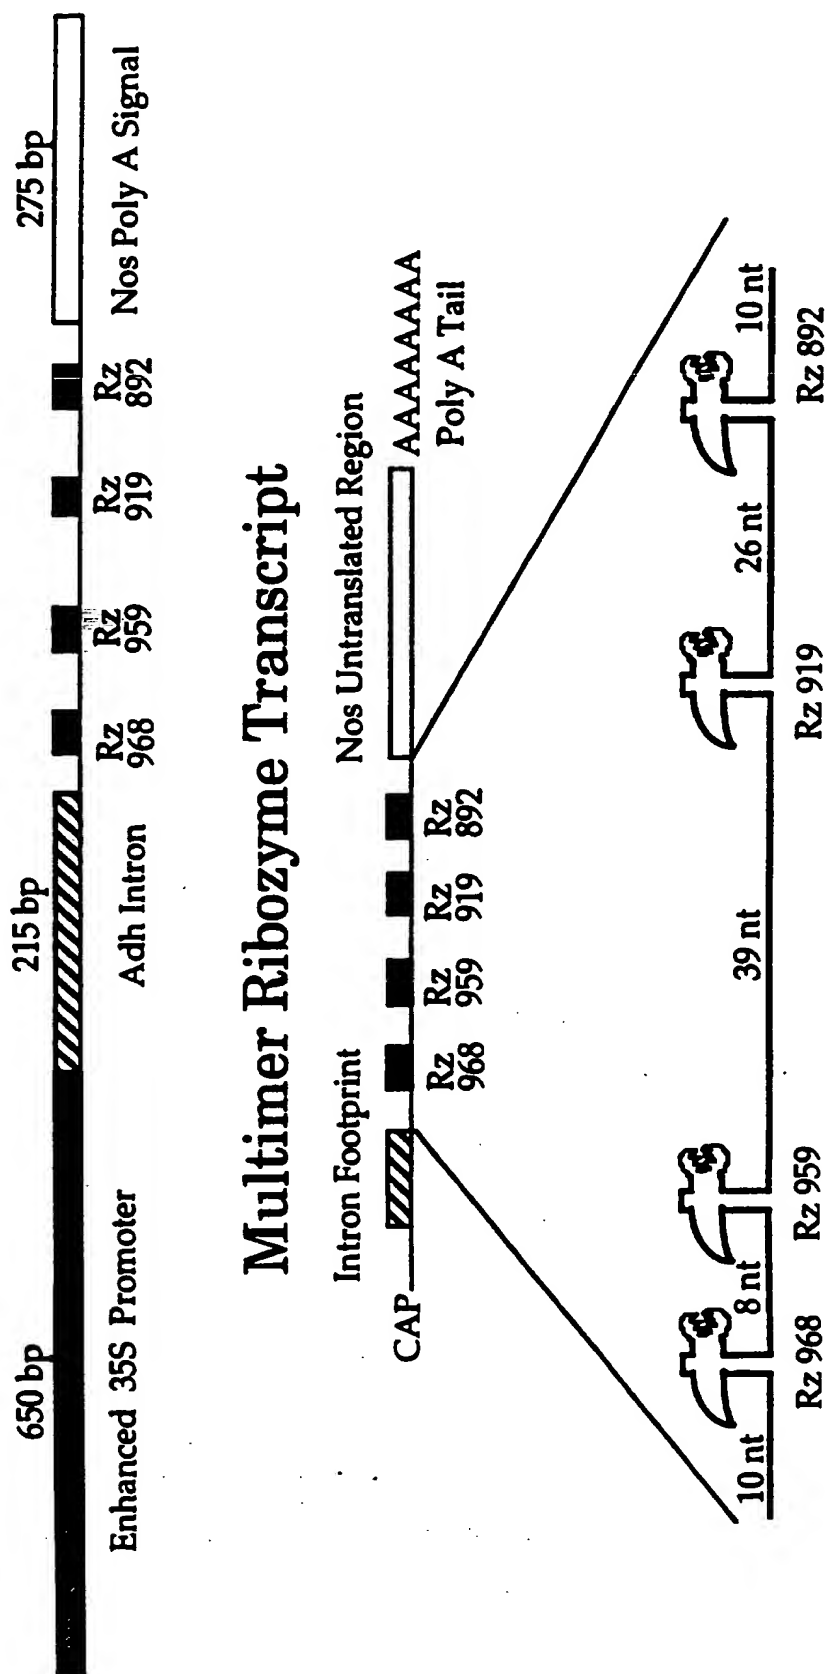 650 bp
215 bp
275 bp
Enhanced 35S Promoter
Adh Intron
Rz 968
Rz 959
Rz 919
Rz 892
Nos Poly A Signal
Multimer Ribozyme Transcript
Intron Footprint
Nos Untranslated Region
CAP
AAAAAAAAA
Poly A Tail
Rz 968
Rz 959
Rz 919
Rz 892
10 nt
8 nt
39 nt
26 nt
10 nt
Rz 968
Rz 959
Rz 919
Rz 892